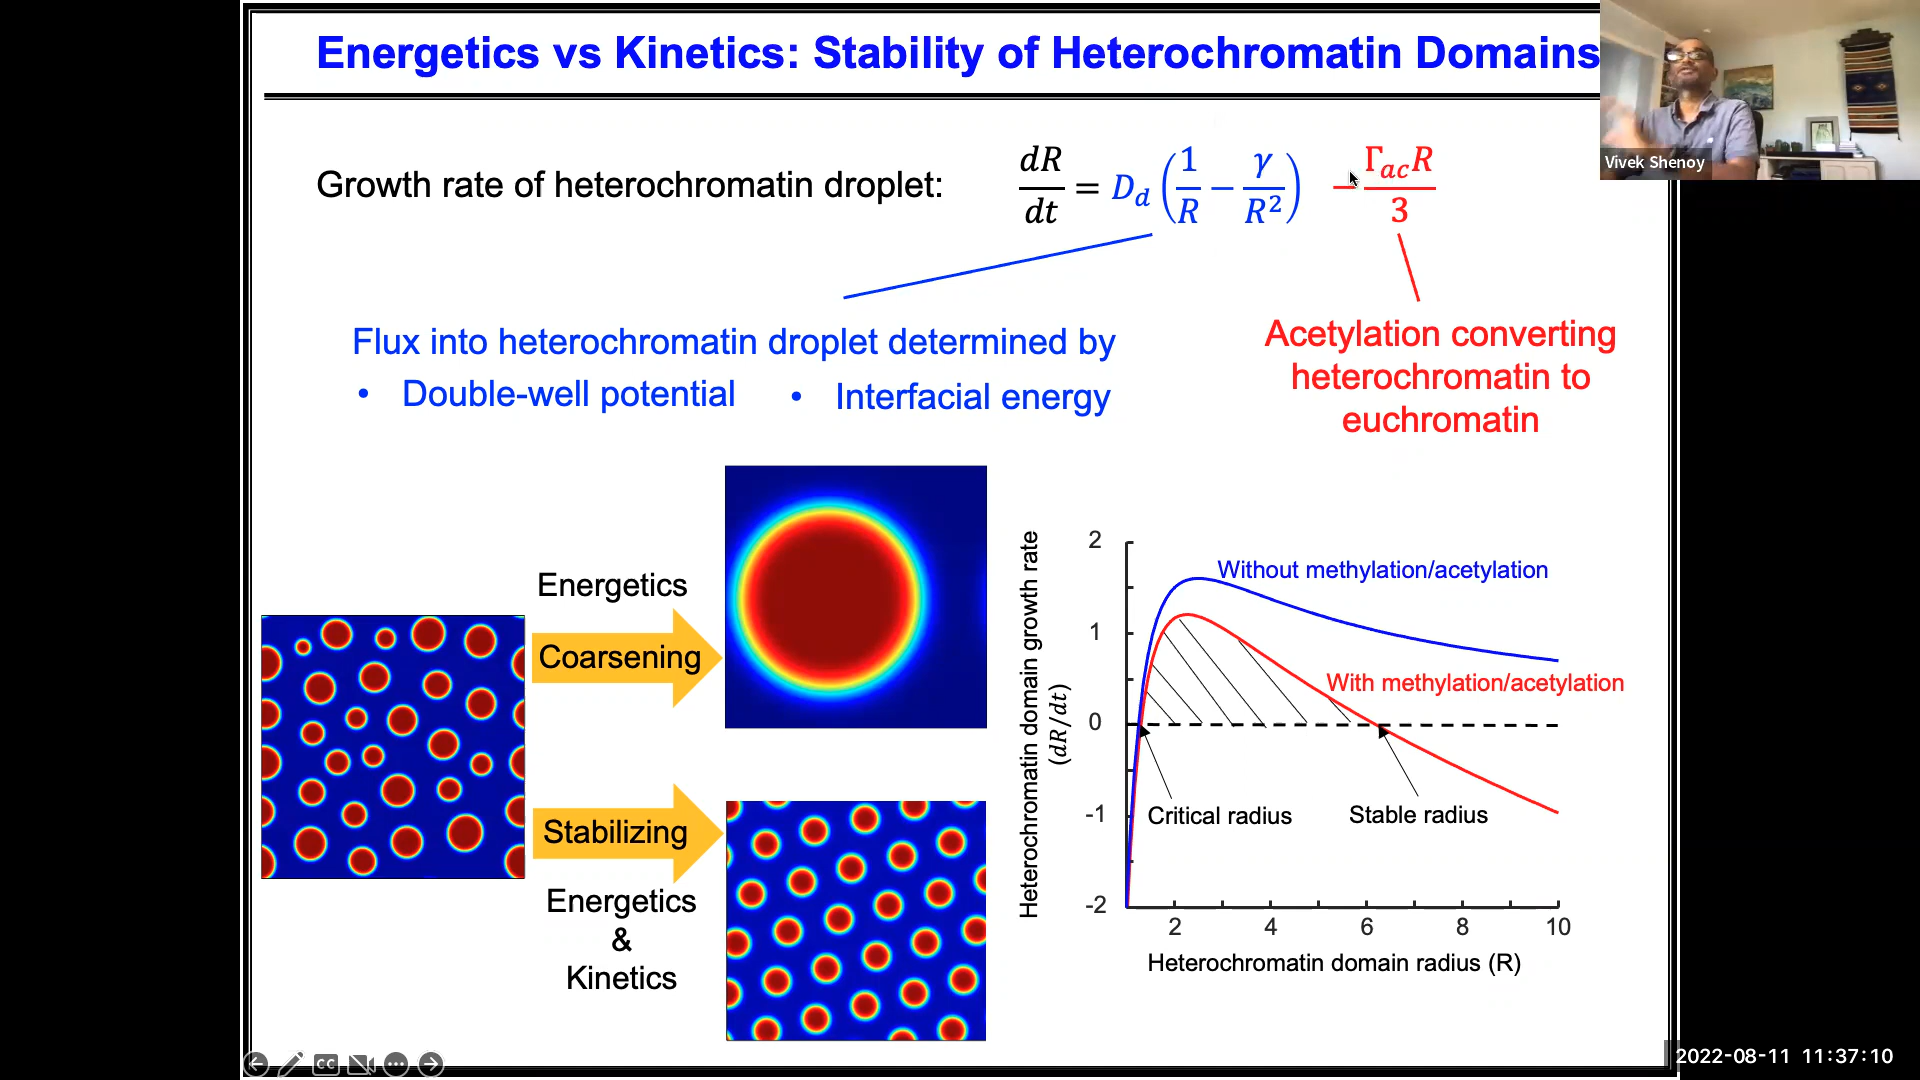 Energetics vs Kinetics: Stability of Heterochromatin Domains
Vivek Shenoy
Growth rate of heterochromatin droplet:
dR/dt = D_d (1/R − γ/R²) − Γ_ac R/3
Flux into heterochromatin droplet determined by
• Double-well potential • Interfacial energy
Acetylation converting
heterochromatin to
euchromatin
Energetics
Coarsening
Stabilizing
Energetics
&
Kinetics
Heterochromatin domain growth rate
(dR/dt)
2
1
0
-1
-2
Without methylation/acetylation
With methylation/acetylation
Critical radius
Stable radius
2 4 6 8 10
Heterochromatin domain radius (R)
CC
2022-08-11 11:37:10